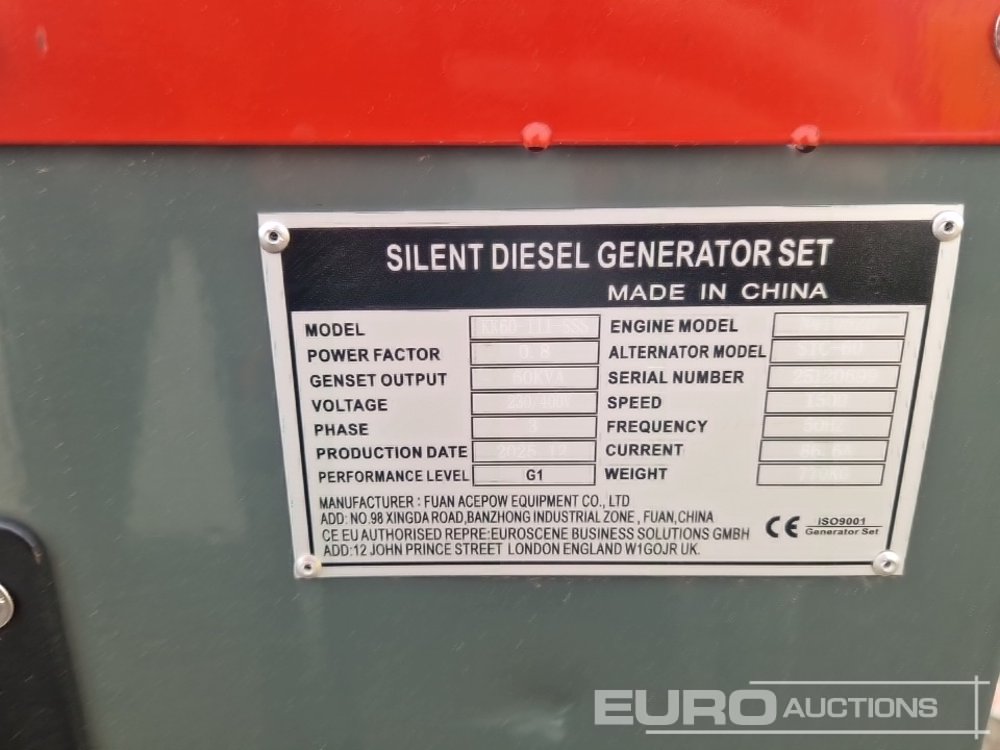 SILENT DIESEL GENERATOR SET
MADE IN CHINA
MODEL
POWER FACTOR 0.8
GENSET OUTPUT 60KVA
VOLTAGE 230/400V
PHASE 3
PRODUCTION DATE 2025.12
PERFORMANCE LEVEL G1
ENGINE MODEL
ALTERNATOR MODEL STC-60
SERIAL NUMBER
SPEED 1500
FREQUENCY 50HZ
CURRENT 86.6A
WEIGHT
MANUFACTURER : FUAN ACEPOW EQUIPMENT CO., LTD
ADD: NO.98 XINGDA ROAD,BANZHONG INDUSTRIAL ZONE , FUAN,CHINA
CE EU AUTHORISED REPRE:EUROSCENE BUSINESS SOLUTIONS GMBH
ADD:12 JOHN PRINCE STREET LONDON ENGLAND W1GOJR UK.
CE ISO9001
Generator Set
EURO AUCTIONS